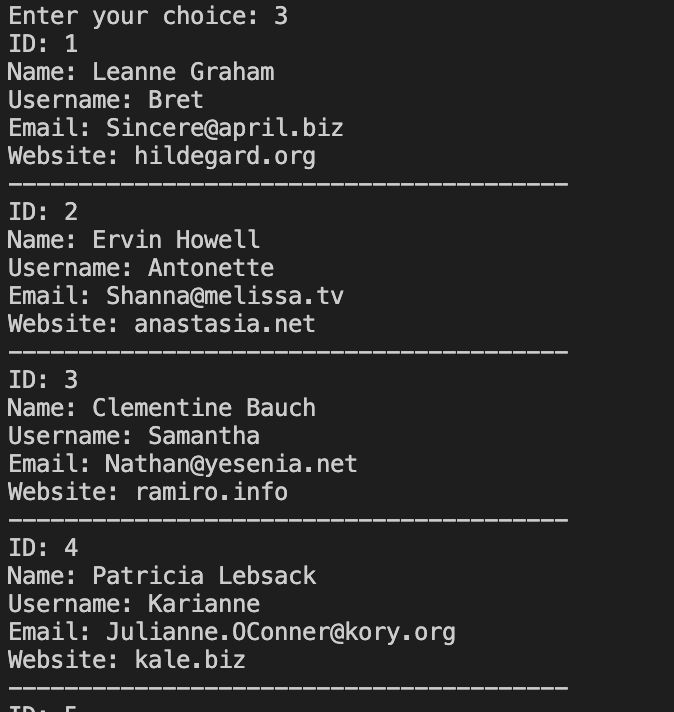 Enter your choice: 3
ID: 1
Name: Leanne Graham
Username: Bret
Email: Sincere@april.biz
Website: hildegard.org
----------------------------------------
ID: 2
Name: Ervin Howell
Username: Antonette
Email: Shanna@melissa.tv
Website: anastasia.net
----------------------------------------
ID: 3
Name: Clementine Bauch
Username: Samantha
Email: Nathan@yesenia.net
Website: ramiro.info
----------------------------------------
ID: 4
Name: Patricia Lebsack
Username: Karianne
Email: Julianne.OConner@kory.org
Website: kale.biz
----------------------------------------
ID: 5